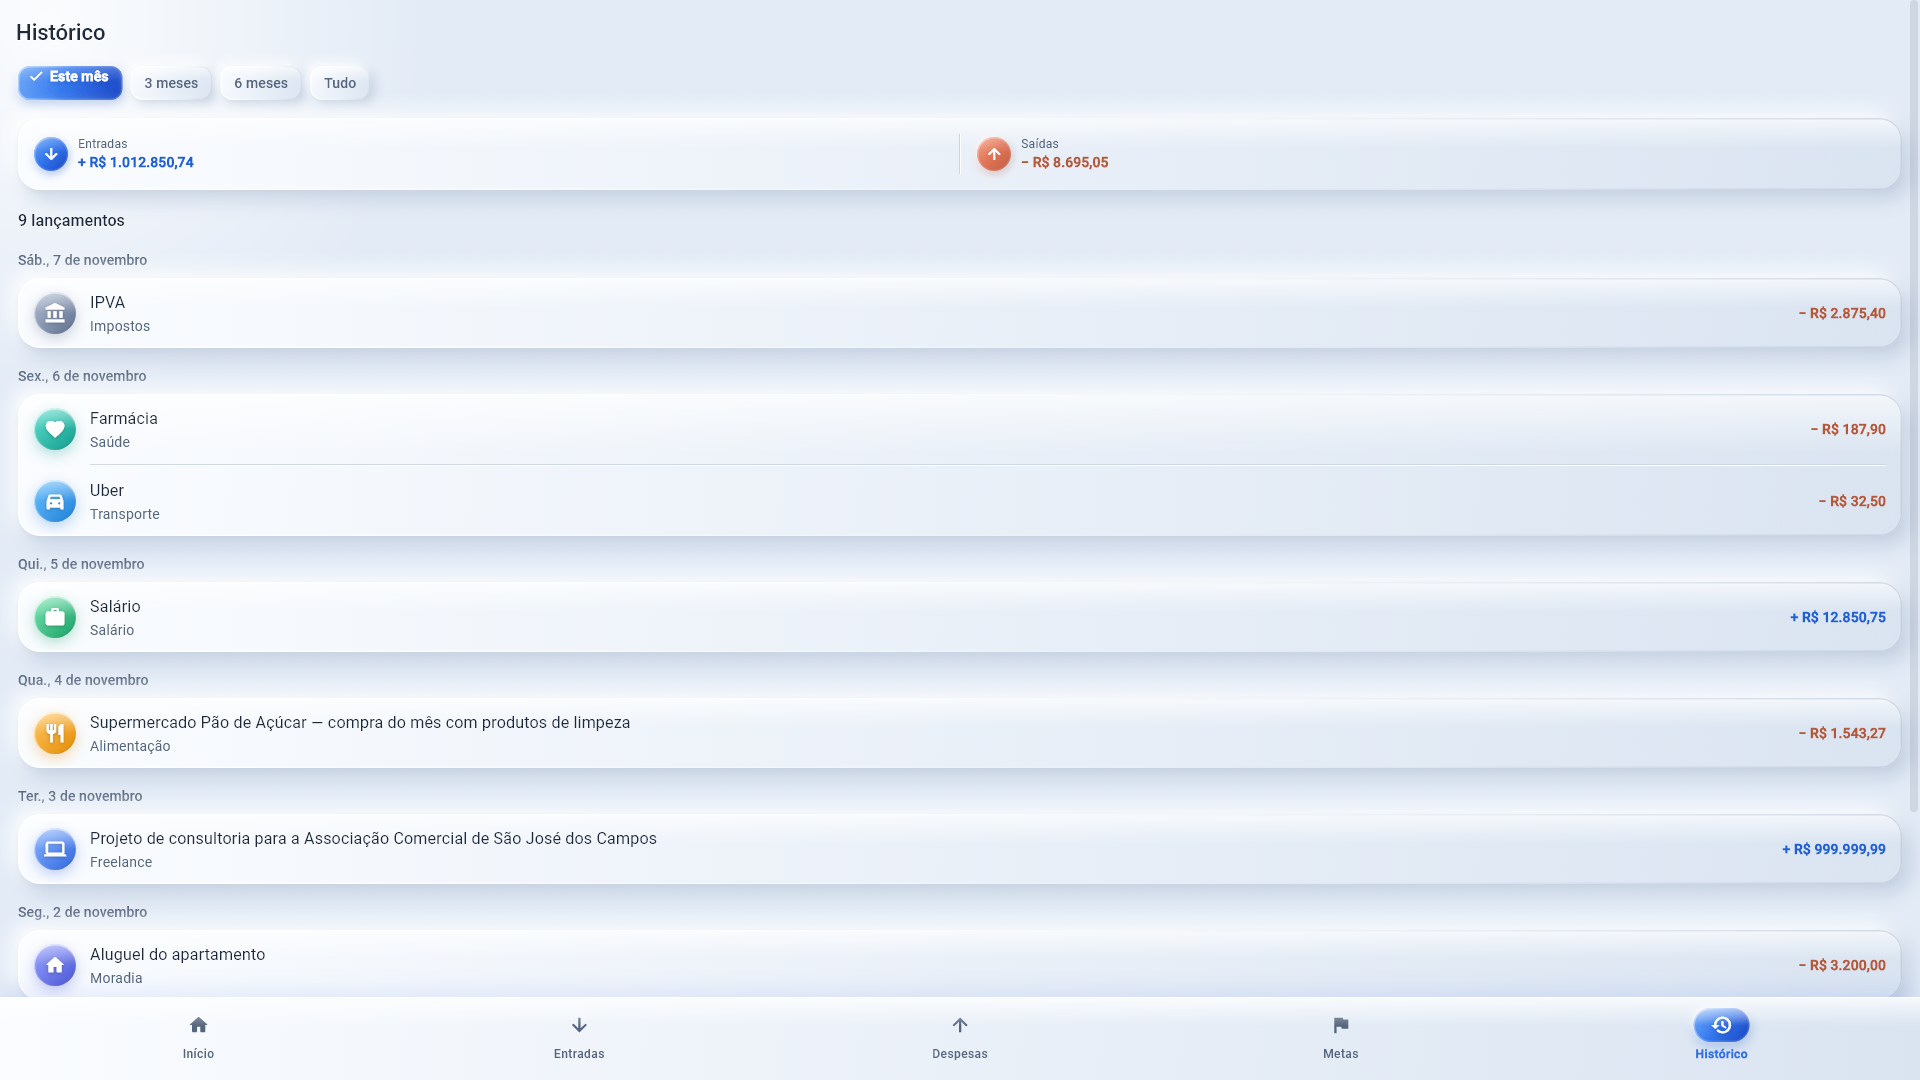 Histórico
Este mês
3 meses
6 meses
Tudo
Entradas
+ R$ 1.012.850,74
Saídas
− R$ 8.695,05
9 lançamentos
Sáb., 7 de novembro
IPVA
Impostos
− R$ 2.875,40
Sex., 6 de novembro
Farmácia
Saúde
− R$ 187,90
Uber
Transporte
− R$ 32,50
Qui., 5 de novembro
Salário
Salário
+ R$ 12.850,75
Qua., 4 de novembro
Supermercado Pão de Açúcar — compra do mês com produtos de limpeza
Alimentação
− R$ 1.543,27
Ter., 3 de novembro
Projeto de consultoria para a Associação Comercial de São José dos Campos
Freelance
+ R$ 999.999,99
Seg., 2 de novembro
Aluguel do apartamento
Moradia
− R$ 3.200,00
Início
Entradas
Despesas
Metas
Histórico